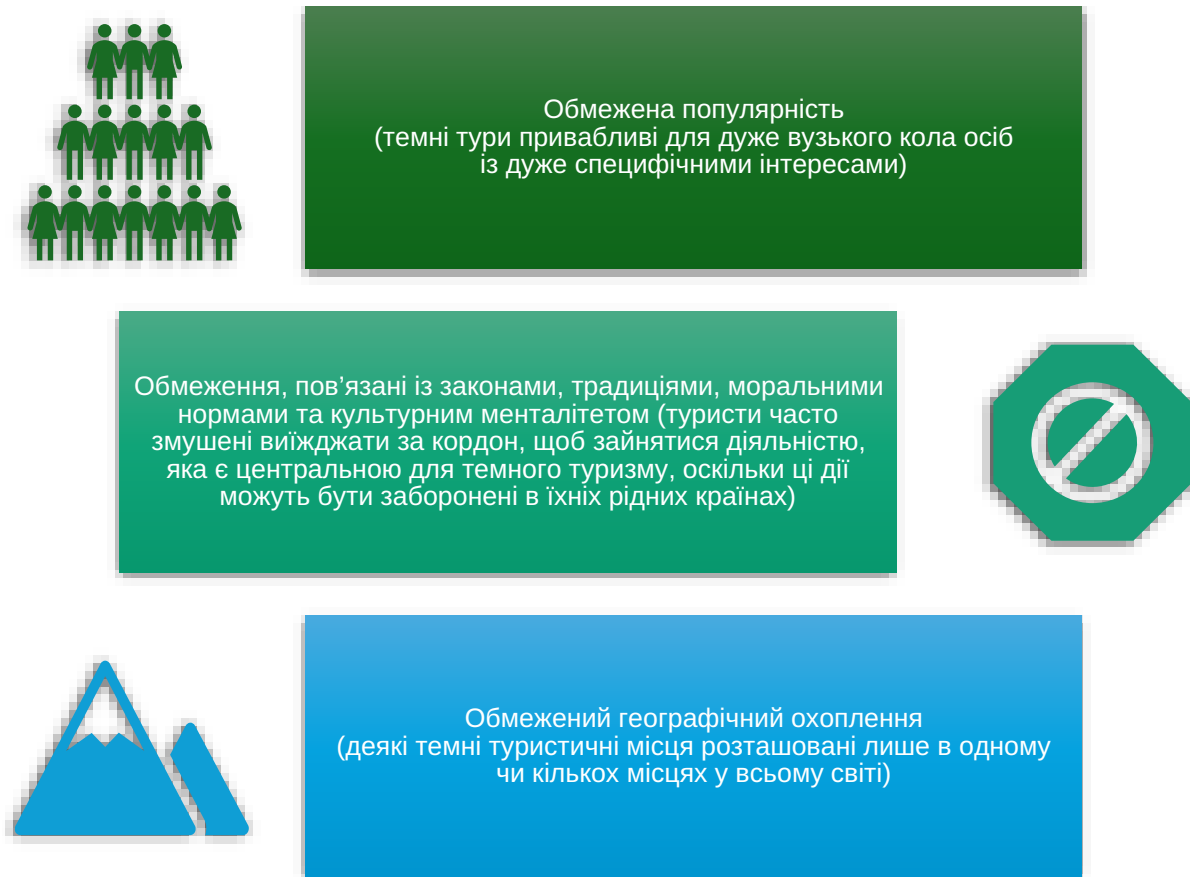 Обмежена популярність
(темні тури привабливі для дуже вузького кола осіб
із дуже специфічними інтересами)
Обмеження, пов’язані із законами, традиціями, моральними
нормами та культурним менталітетом (туристи часто
змушені виїжджати за кордон, щоб зайнятися діяльністю,
яка є центральною для темного туризму, оскільки ці дії
можуть бути заборонені в їхніх рідних країнах)
Обмежений географічний охоплення
(деякі темні туристичні місця розташовані лише в одному
чи кількох місцях у всьому світі)